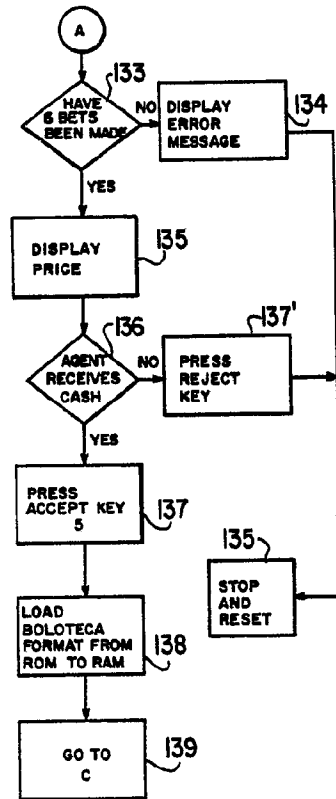 A
133
HAVE
6 BETS
BEEN MADE
NO
DISPLAY
ERROR
MESSAGE
134
YES
DISPLAY
PRICE
135
136
AGENT
RECEIVES
CASH
NO
PRESS
REJECT
KEY
137'
YES
PRESS
ACCEPT KEY
5
137
135
STOP
AND
RESET
LOAD
BOLOTECA
FORMAT FROM
ROM TO RAM
138
GO TO
C
139